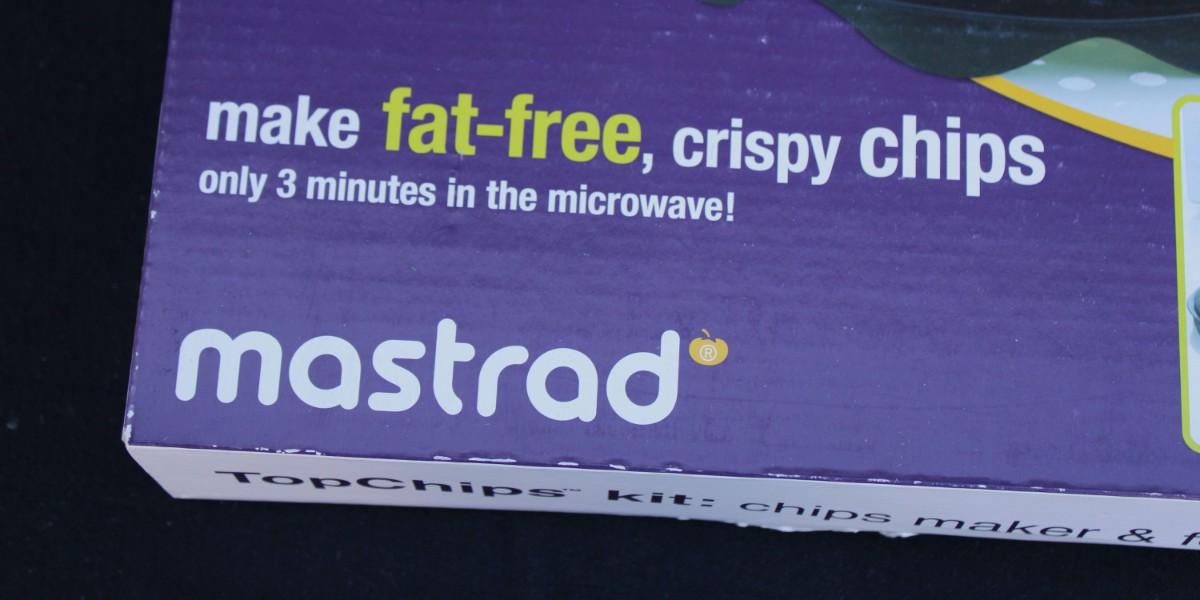 make fat-free, crispy chips
only 3 minutes in the microwave!
mastrad®
TopChips™ kit: chips maker &